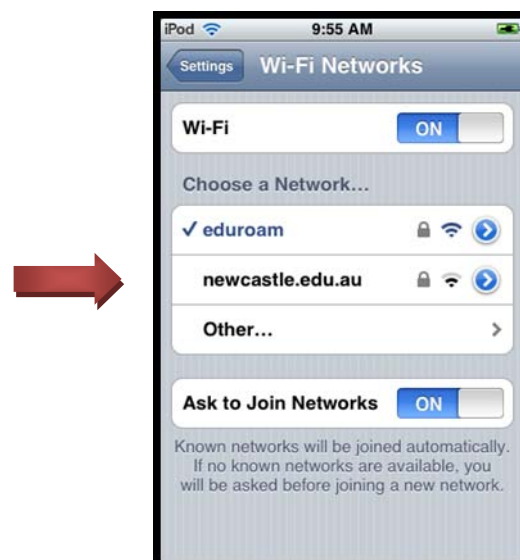 iPod 9:55 AM
Settings Wi-Fi Networks
Wi-Fi ON
Choose a Network...
eduroam
newcastle.edu.au
Other...
Ask to Join Networks ON
Known networks will be joined automatically.
If no known networks are available, you
will be asked before joining a new network.